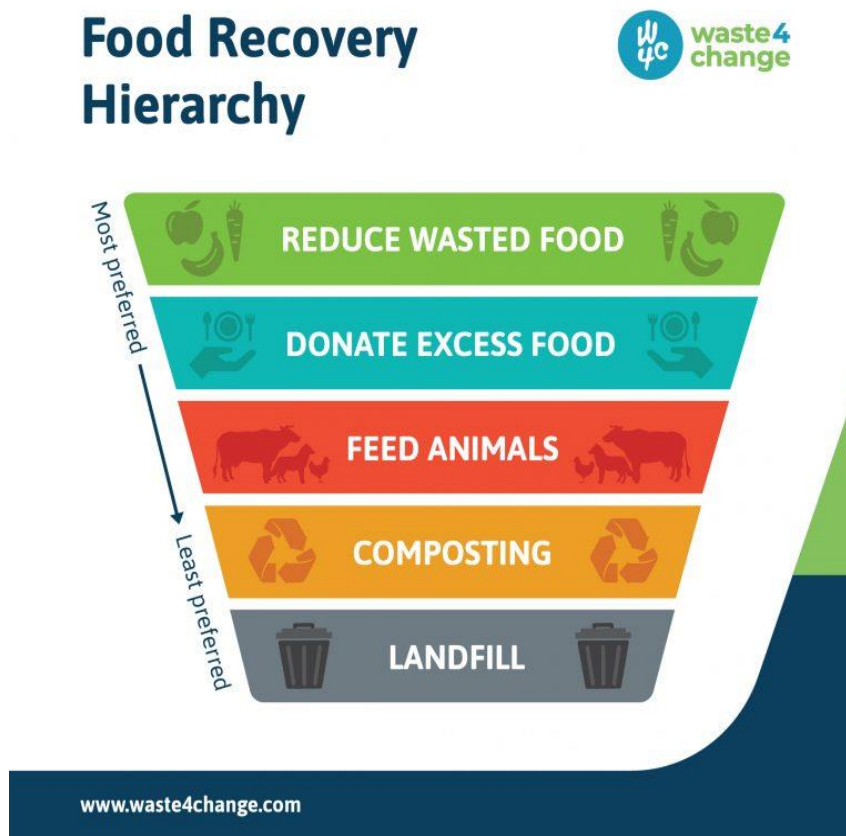 Food Recovery
Hierarchy
W4C
waste4
change
Most preferred
Least preferred
REDUCE WASTED FOOD
DONATE EXCESS FOOD
FEED ANIMALS
COMPOSTING
LANDFILL
www.waste4change.com